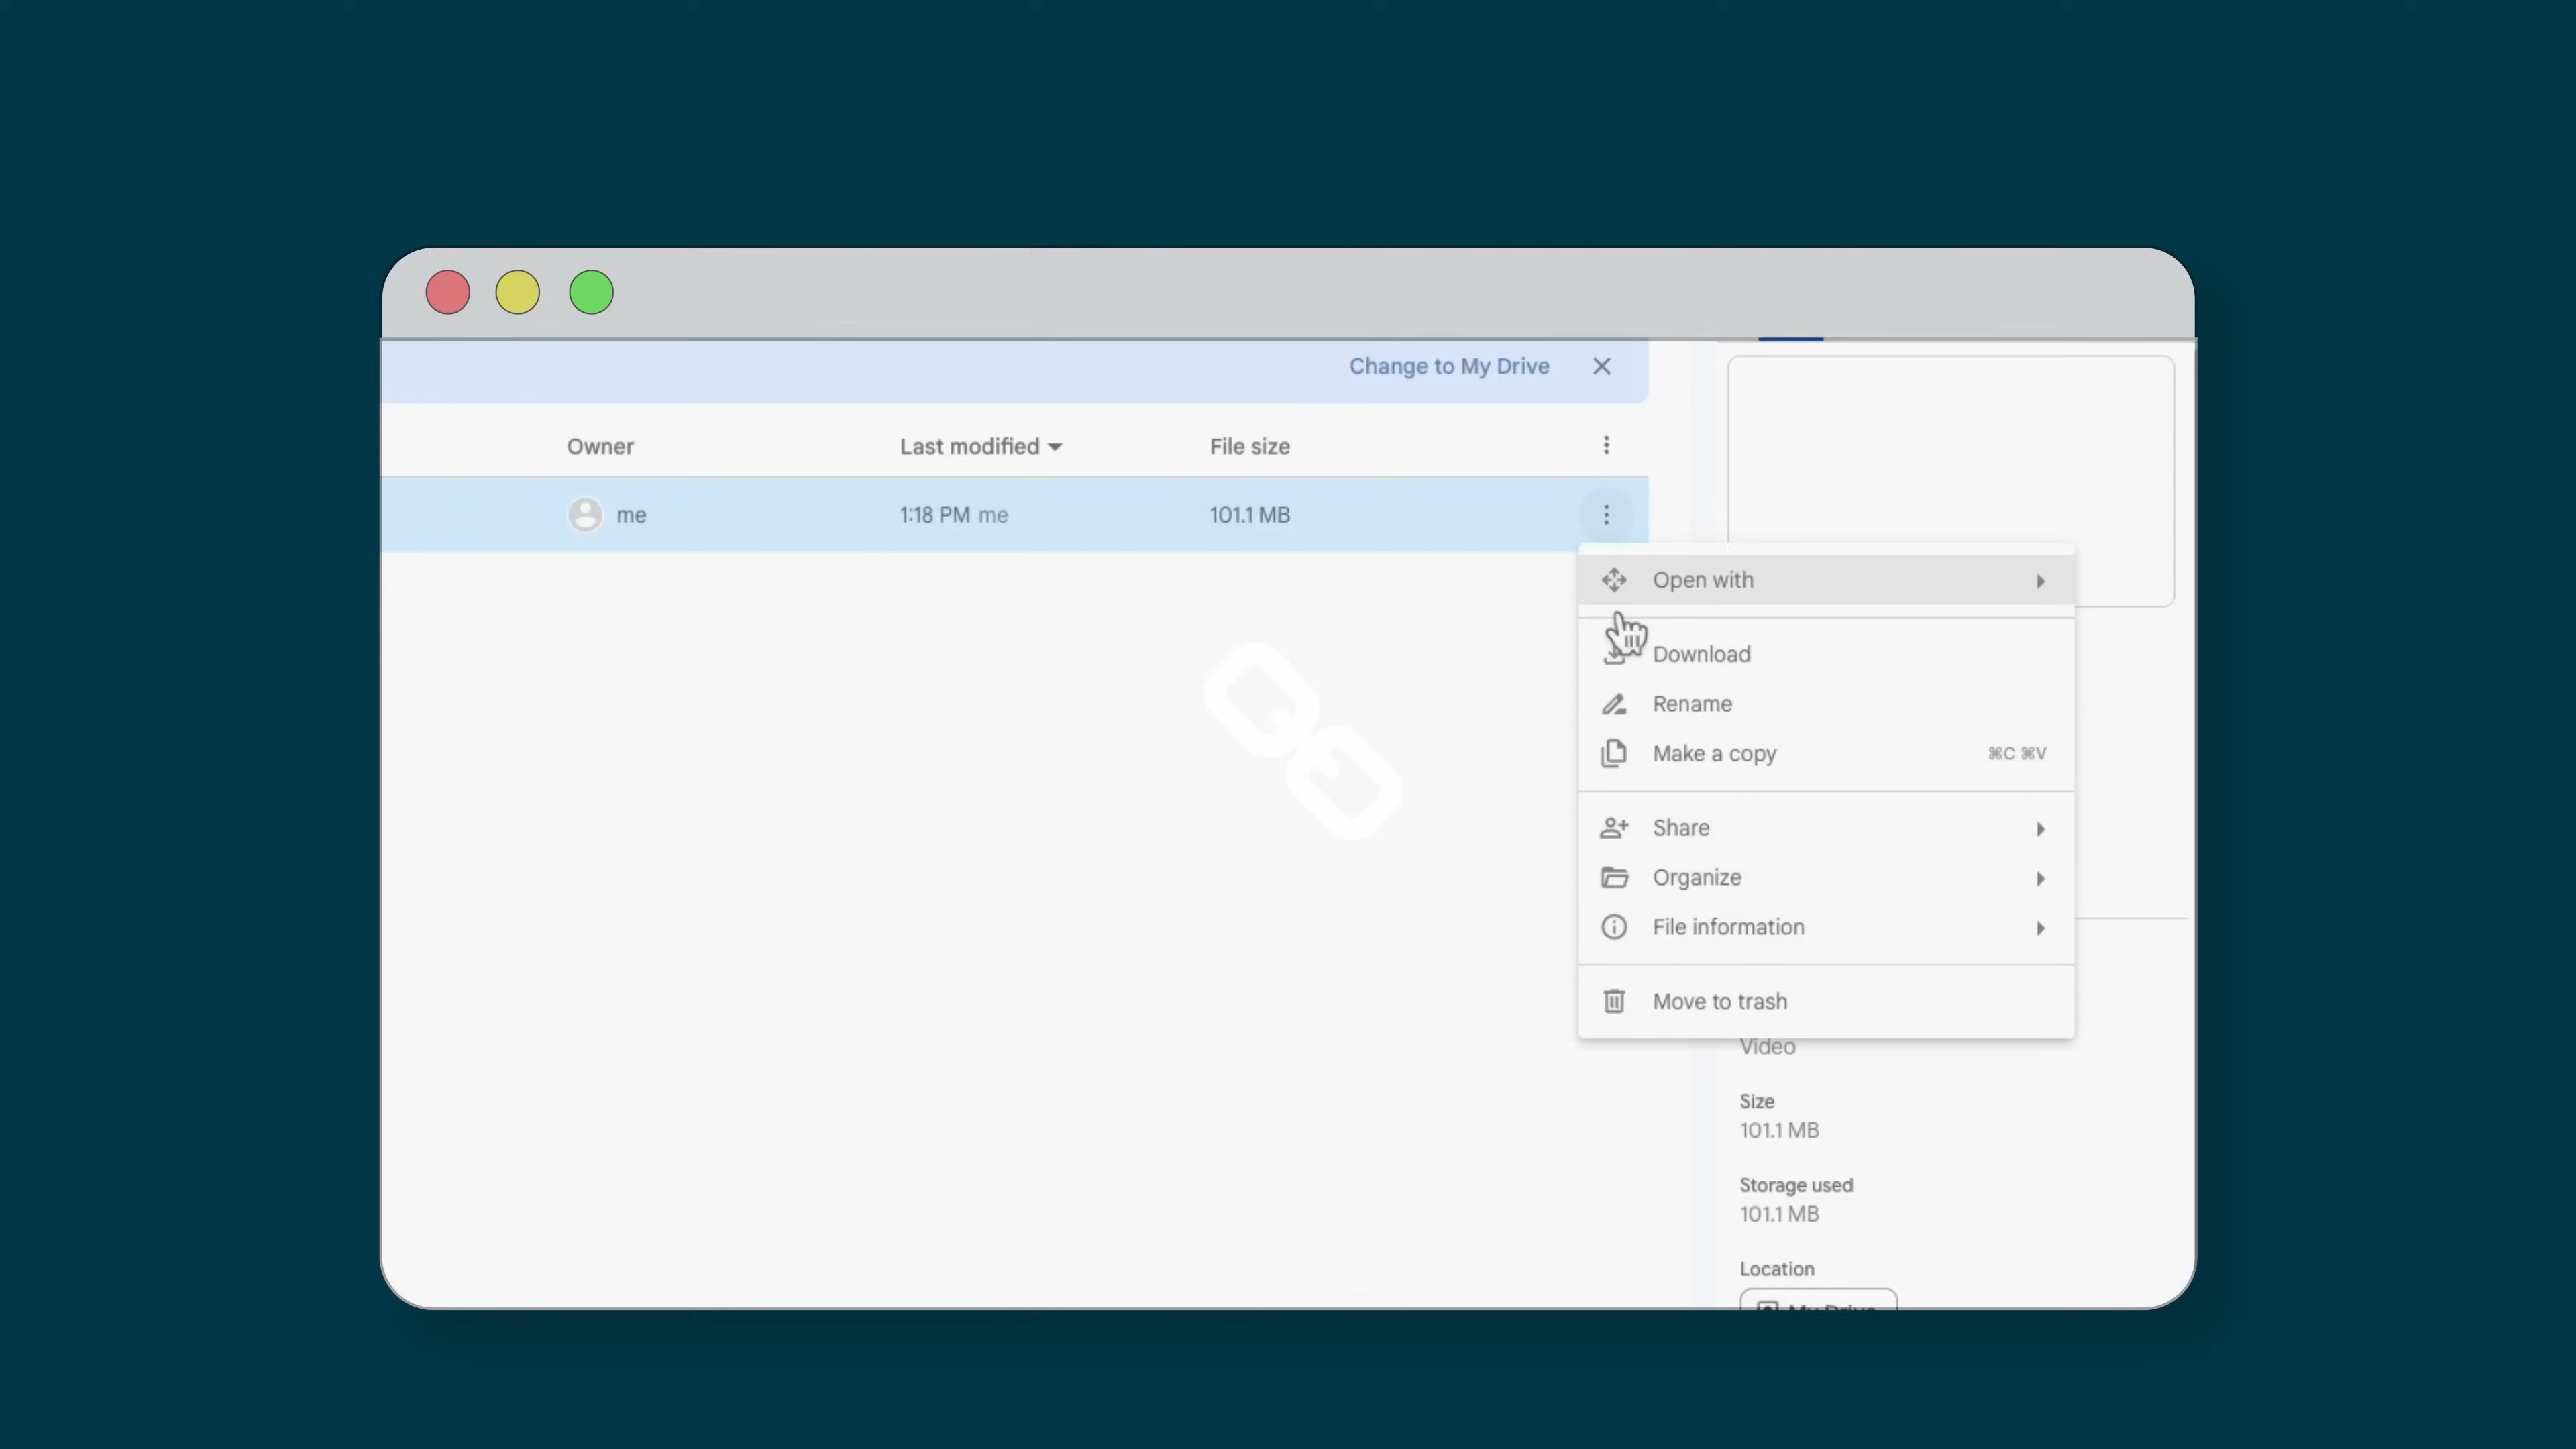 Change to My Drive
Owner Last modified File size
me 1:18 PM me 101.1 MB
Open with
Download
Rename
Make a copy ⌘C ⌘V
Share
Organize
File information
Move to trash
Video
Size
101.1 MB
Storage used
101.1 MB
Location
My Drive